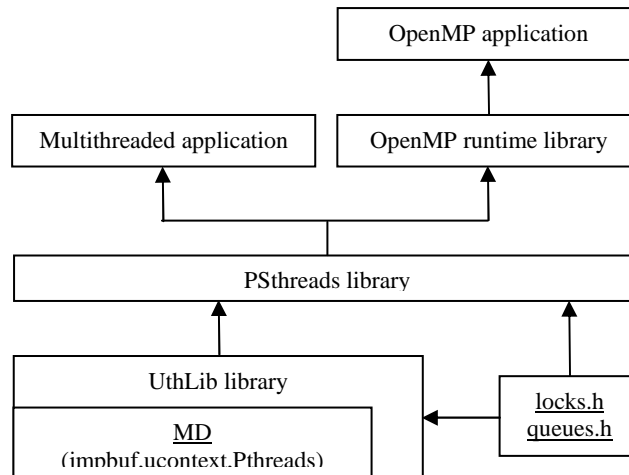 OpenMP application
Multithreaded application
OpenMP runtime library
PSthreads library
UthLib library
locks.h
queues.h
MD
(jmpbuf,ucontext,Pthreads)